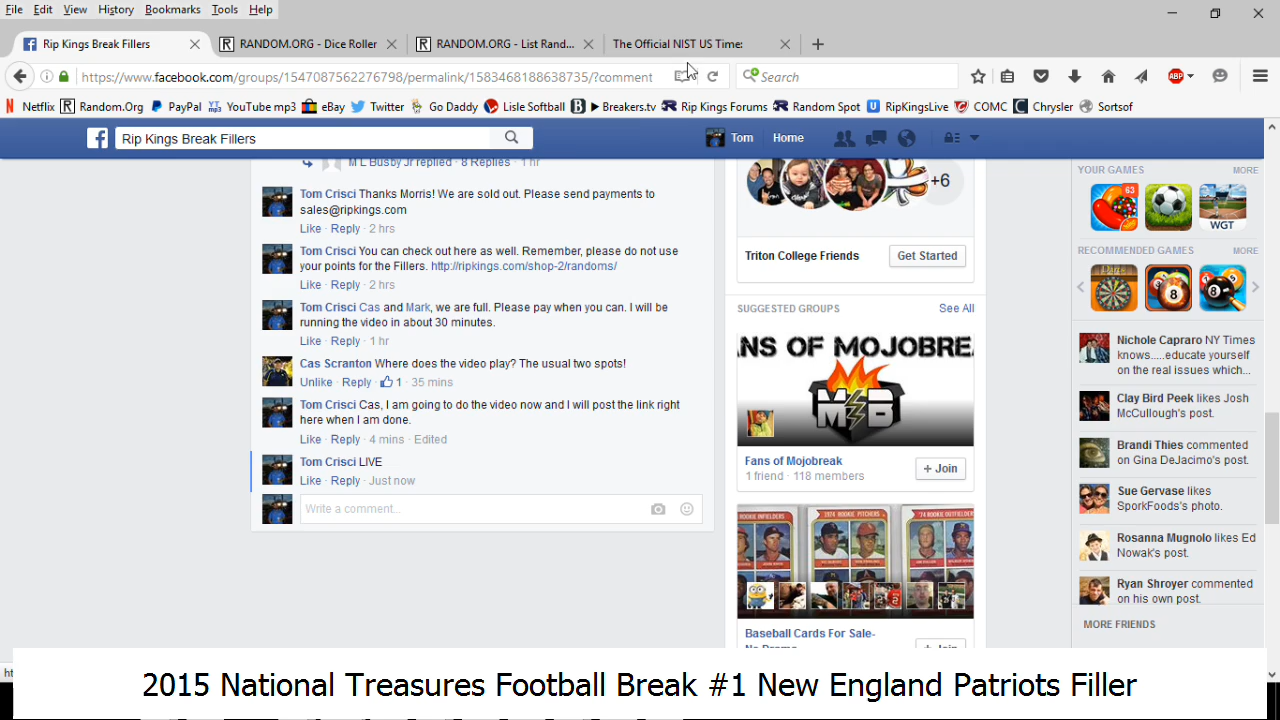 File Edit View History Bookmarks Tools Help
Rip Kings Break Fillers
RANDOM.ORG - Dice Roller
RANDOM.ORG - List Rand...
The Official NIST US Time:
https://www.facebook.com/groups/1547087562276798/permalink/1583468188638735/?comment
Search
ABP
Netflix Random.Org PayPal YouTube mp3 eBay Twitter Go Daddy Lisle Softball Breakers.tv Rip Kings Forums Random Spot RipKingsLive COMC Chrysler Sortsof
Rip Kings Break Fillers
Tom Home
M L Busby Jr replied · 8 Replies · 1 hr
Tom Crisci Thanks Morris! We are sold out. Please send payments to
sales@ripkings.com
Like · Reply · 2 hrs
Tom Crisci You can check out here as well. Remember, please do not use
your points for the Fillers. http://ripkings.com/shop-2/randoms/
Like · Reply · 2 hrs
Tom Crisci Cas and Mark, we are full. Please pay when you can. I will be
running the video in about 30 minutes.
Like · Reply · 1 hr
Cas Scranton Where does the video play? The usual two spots!
Unlike · Reply · 1 · 35 mins
Tom Crisci Cas, I am going to do the video now and I will post the link right
here when I am done.
Like · Reply · 4 mins · Edited
Tom Crisci LIVE
Like · Reply · Just now
Write a comment...
+6
Triton College Friends
Get Started
SUGGESTED GROUPS See All
FANS OF MOJOBREA
M B
Fans of Mojobreak
1 friend · 118 members
+ Join
1974 ROOKIE PITCHERS
Baseball Cards For Sale-
YOUR GAMES MORE
63
WGT
RECOMMENDED GAMES MORE
Nichole Capraro NY Times
knows.....educate yourself
on the real issues which...
Clay Bird Peek likes Josh
McCullough's post.
Brandi Thies commented
on Gina DeJacimo's post.
Sue Gervase likes
SporkFoods's photo.
Rosanna Mugnolo likes Ed
Nowak's post.
Ryan Shroyer commented
on his own post.
MORE FRIENDS
2015 National Treasures Football Break #1 New England Patriots Filler